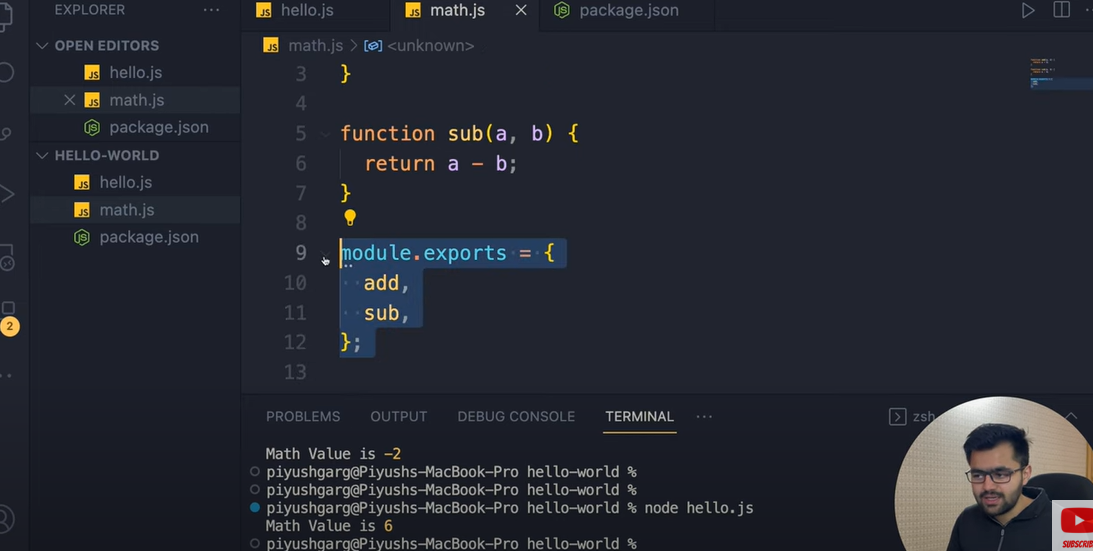 EXPLORER ···
hello.js math.js package.json
OPEN EDITORS
hello.js
math.js
package.json
HELLO-WORLD
hello.js
math.js
package.json
2
math.js > <unknown>
3 }
4
5 function sub(a, b) {
6 return a - b;
7 }
8
9 module.exports = {
10 add,
11 sub,
12 };
13
PROBLEMS OUTPUT DEBUG CONSOLE TERMINAL ··· zsh
Math Value is -2
piyushgarg@Piyushs-MacBook-Pro hello-world %
piyushgarg@Piyushs-MacBook-Pro hello-world %
piyushgarg@Piyushs-MacBook-Pro hello-world % node hello.js
Math Value is 6
piyushgarg@Piyushs-MacBook-Pro hello-world %